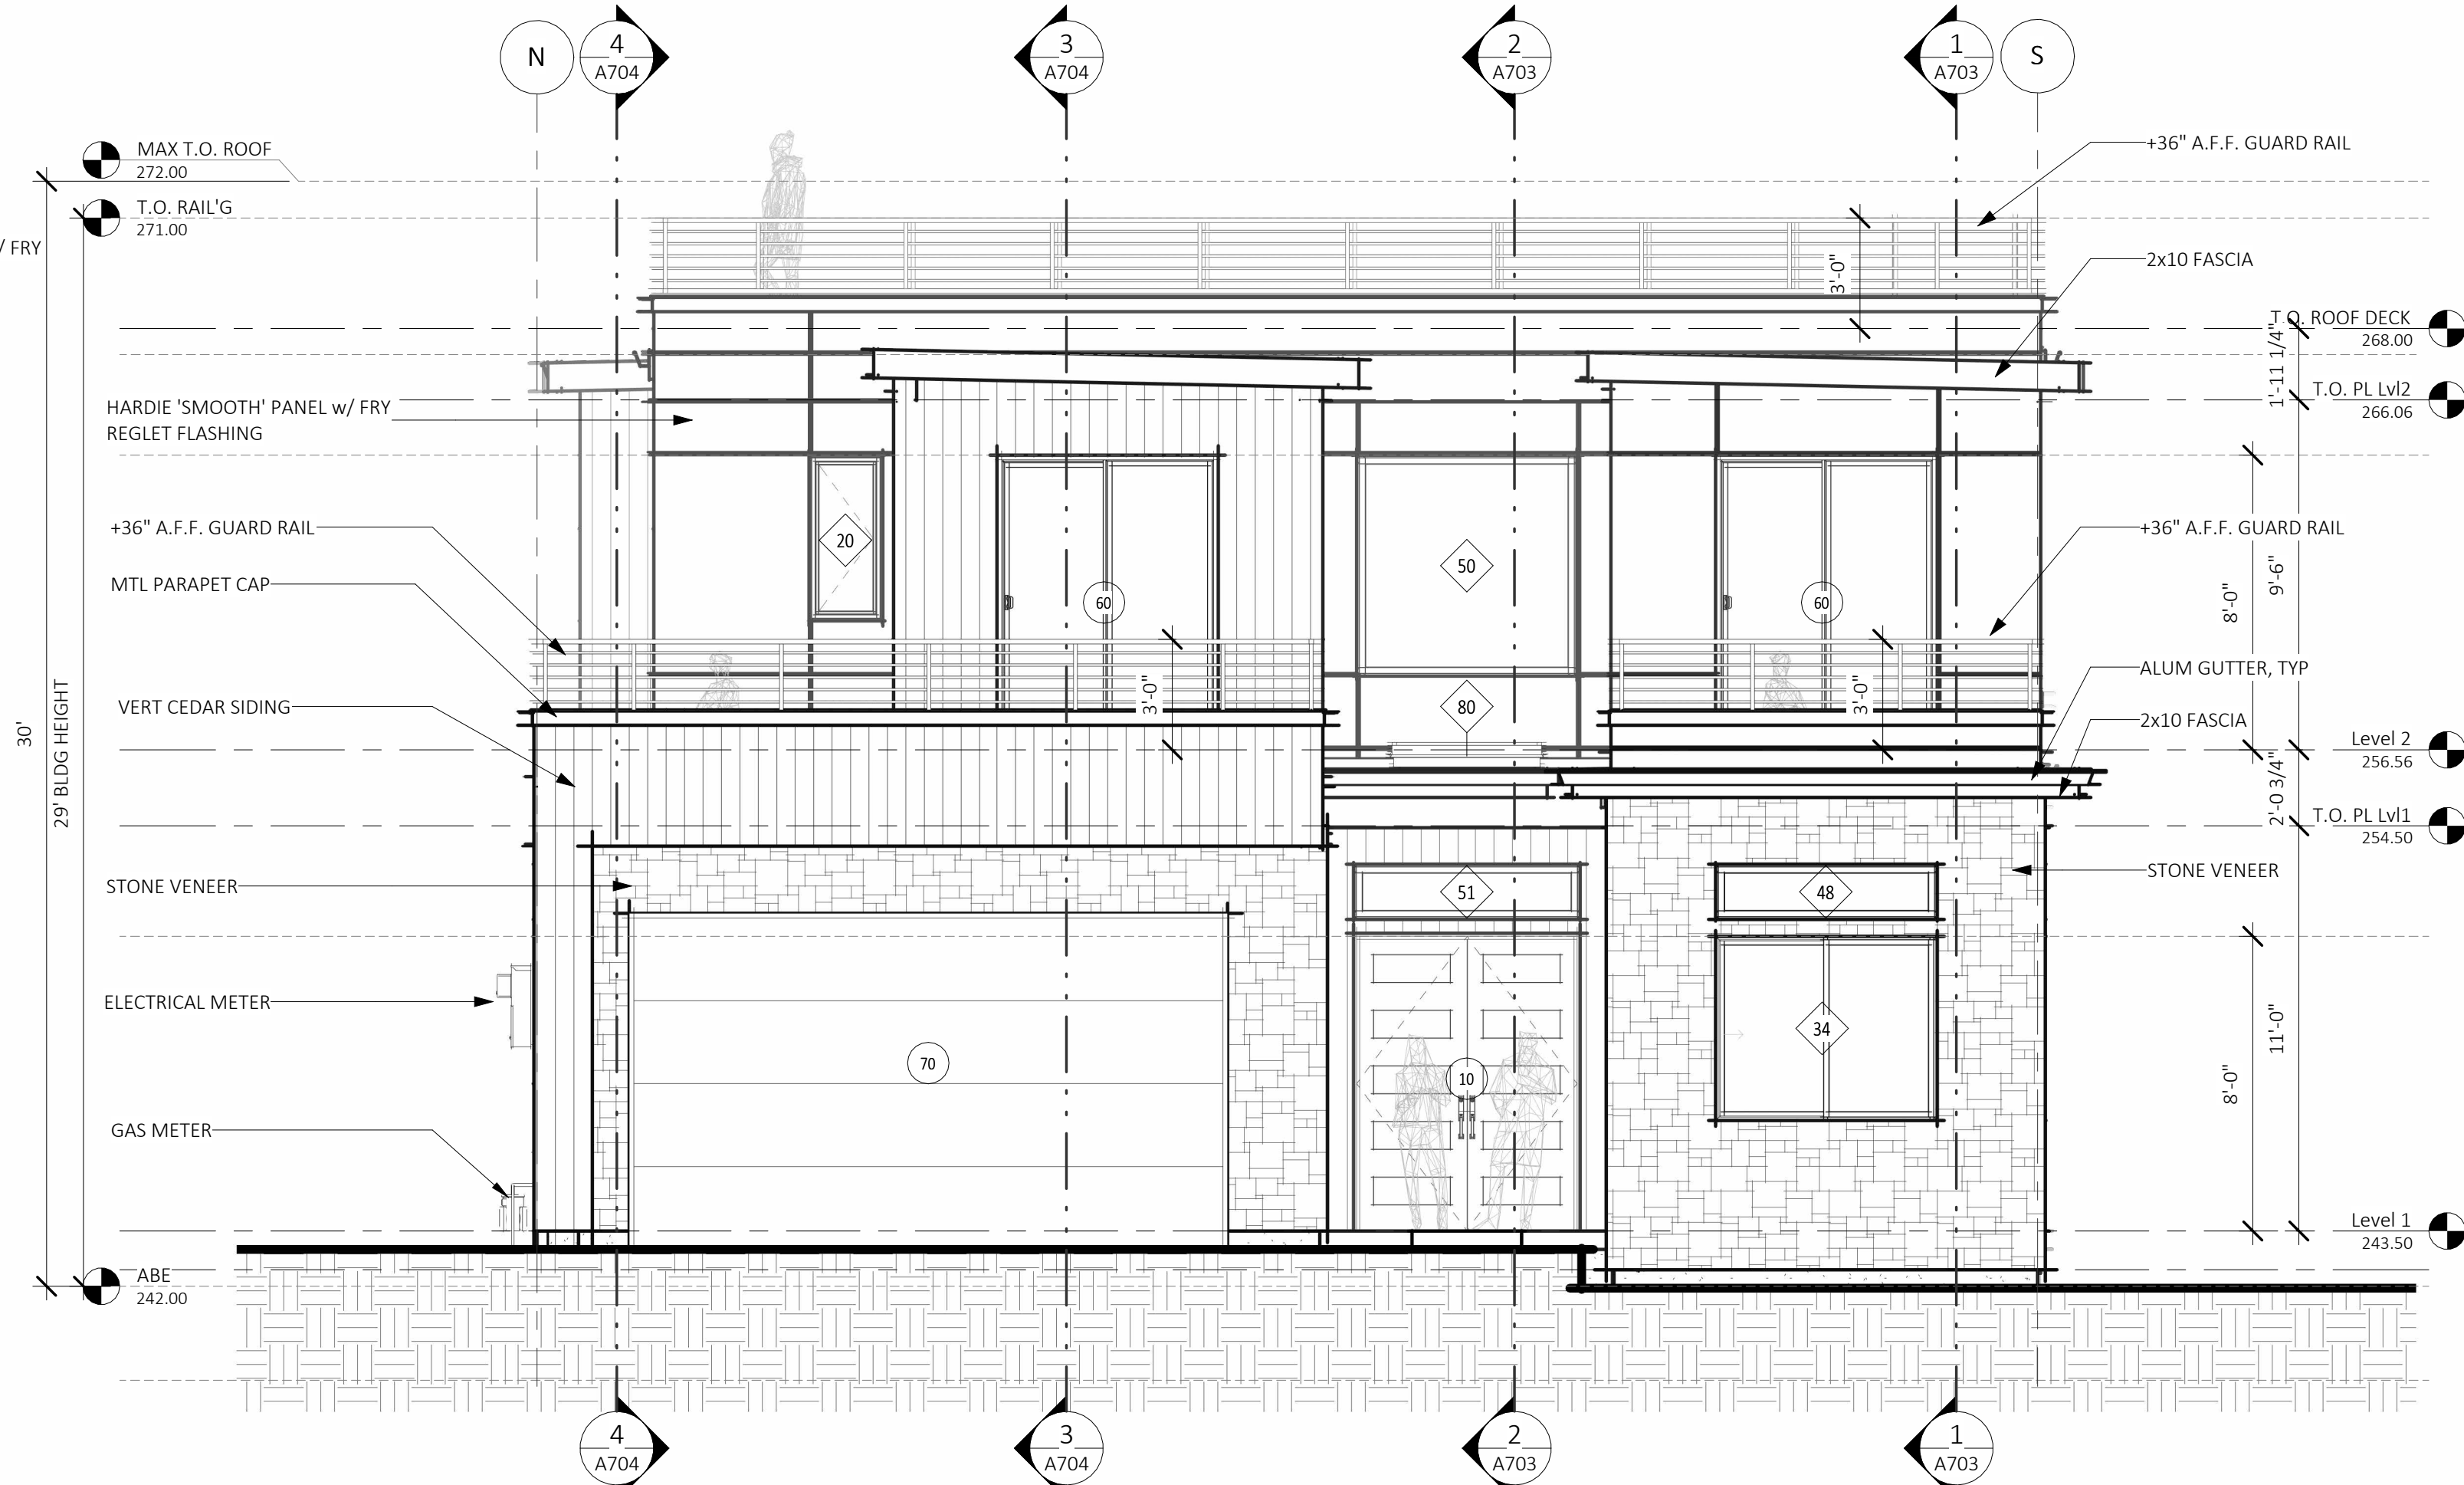 N
4
A704
3
A704
2
A703
1
A703
S
MAX T.O. ROOF
272.00
T.O. RAIL'G
271.00
/ FRY
HARDIE 'SMOOTH' PANEL w/ FRY
REGLET FLASHING
+36" A.F.F. GUARD RAIL
MTL PARAPET CAP
VERT CEDAR SIDING
30'
29' BLDG HEIGHT
STONE VENEER
ELECTRICAL METER
GAS METER
ABE
242.00
20
60
50
80
60
3'-0"
3'-0"
3'-0"
51
48
34
10
70
+36" A.F.F. GUARD RAIL
2x10 FASCIA
T.O. ROOF DECK
268.00
1'-11 1/4"
T.O. PL Lvl2
266.06
+36" A.F.F. GUARD RAIL
9'-6"
8'-0"
ALUM GUTTER, TYP
2x10 FASCIA
Level 2
256.56
2'-0 3/4"
T.O. PL Lvl1
254.50
STONE VENEER
11'-0"
8'-0"
Level 1
243.50
4
A704
3
A704
2
A703
1
A703